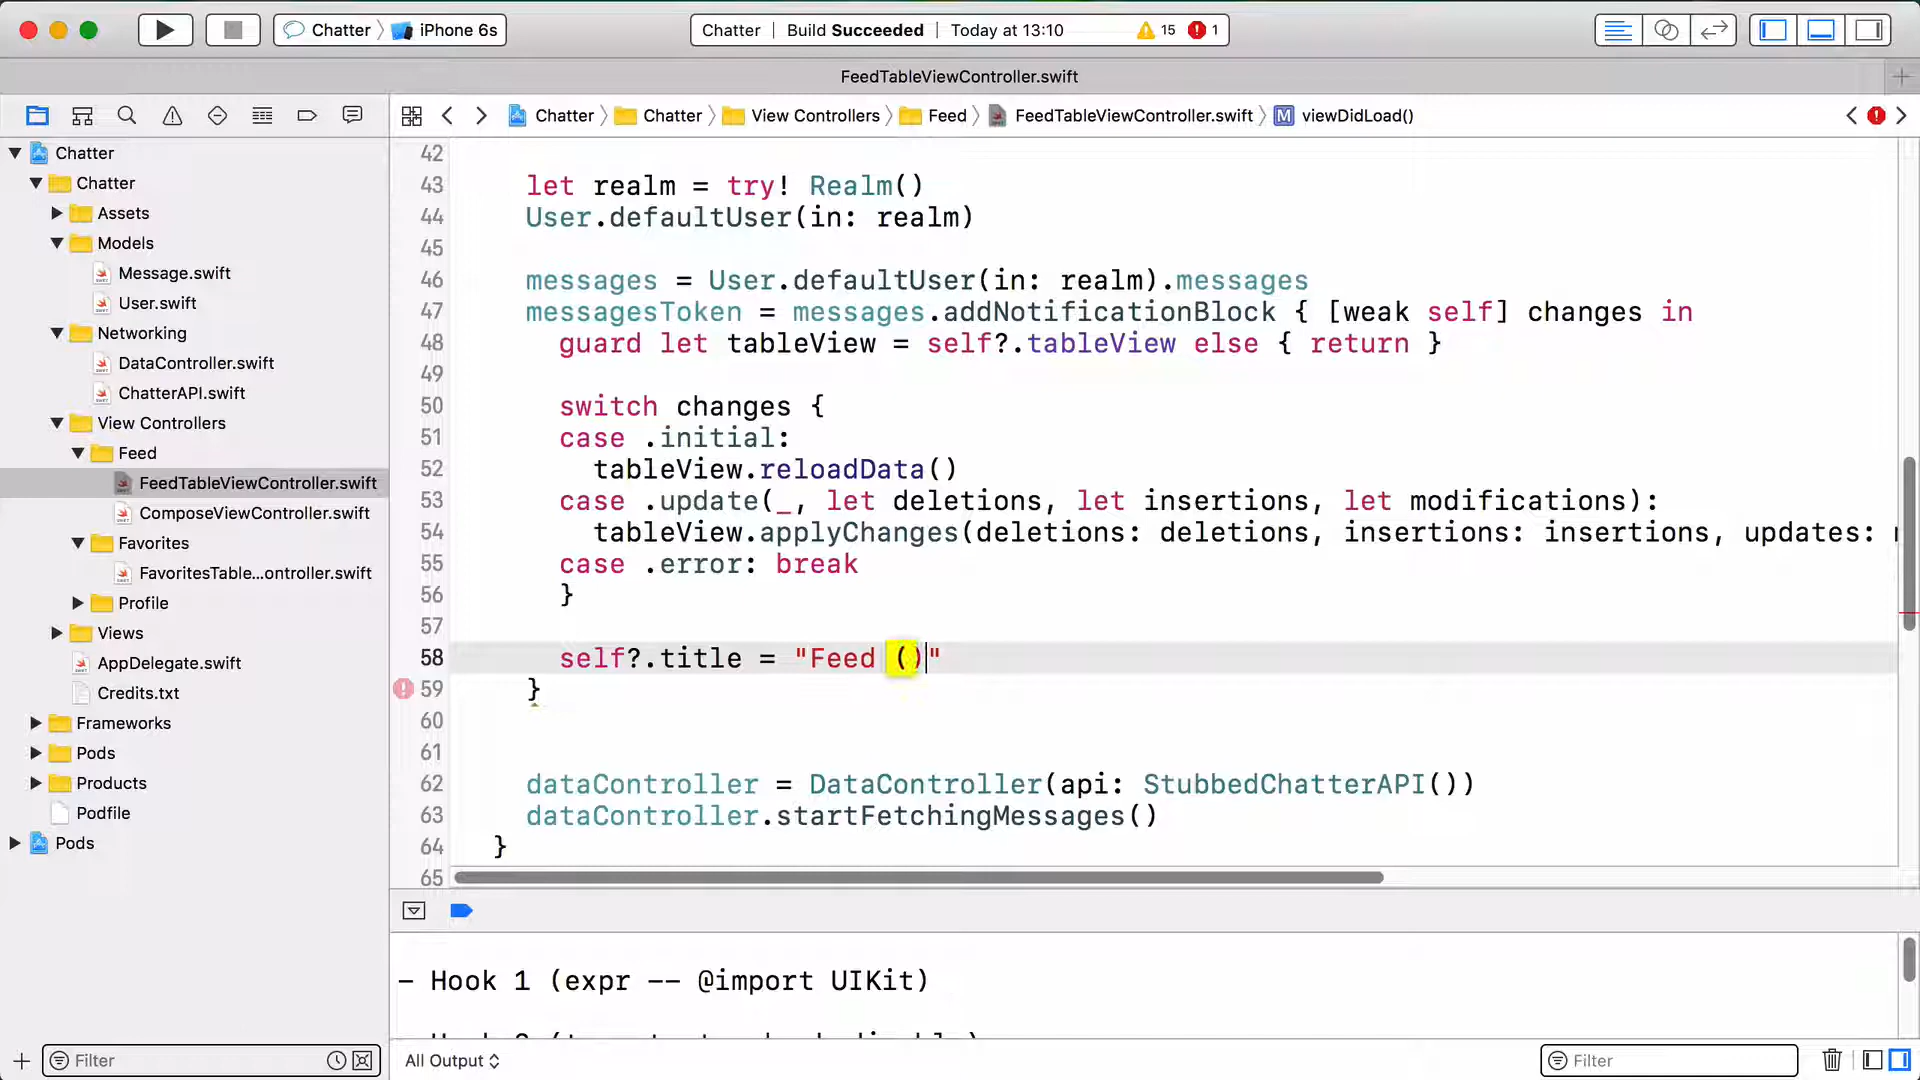 Chatter
iPhone 6s
Chatter
Build Succeeded
Today at 13:10
15
1
FeedTableViewController.swift
Chatter
Chatter
View Controllers
Feed
FeedTableViewController.swift
M
viewDidLoad()
Chatter
Chatter
Assets
Models
Message.swift
User.swift
Networking
DataController.swift
ChatterAPI.swift
View Controllers
Feed
FeedTableViewController.swift
ComposeViewController.swift
Favorites
FavoritesTable...ontroller.swift
Profile
Views
AppDelegate.swift
Credits.txt
Frameworks
Pods
Products
Podfile
Pods
Filter
42
43 let realm = try! Realm()
44 User.defaultUser(in: realm)
45
46 messages = User.defaultUser(in: realm).messages
47 messagesToken = messages.addNotificationBlock { [weak self] changes in
48 guard let tableView = self?.tableView else { return }
49
50 switch changes {
51 case .initial:
52 tableView.reloadData()
53 case .update(_, let deletions, let insertions, let modifications):
54 tableView.applyChanges(deletions: deletions, insertions: insertions, updates:
55 case .error: break
56 }
57
58 self?.title = "Feed ()"
59 }
60
61
62 dataController = DataController(api: StubbedChatterAPI())
63 dataController.startFetchingMessages()
64 }
65
– Hook 1 (expr -- @import UIKit)
All Output
Filter